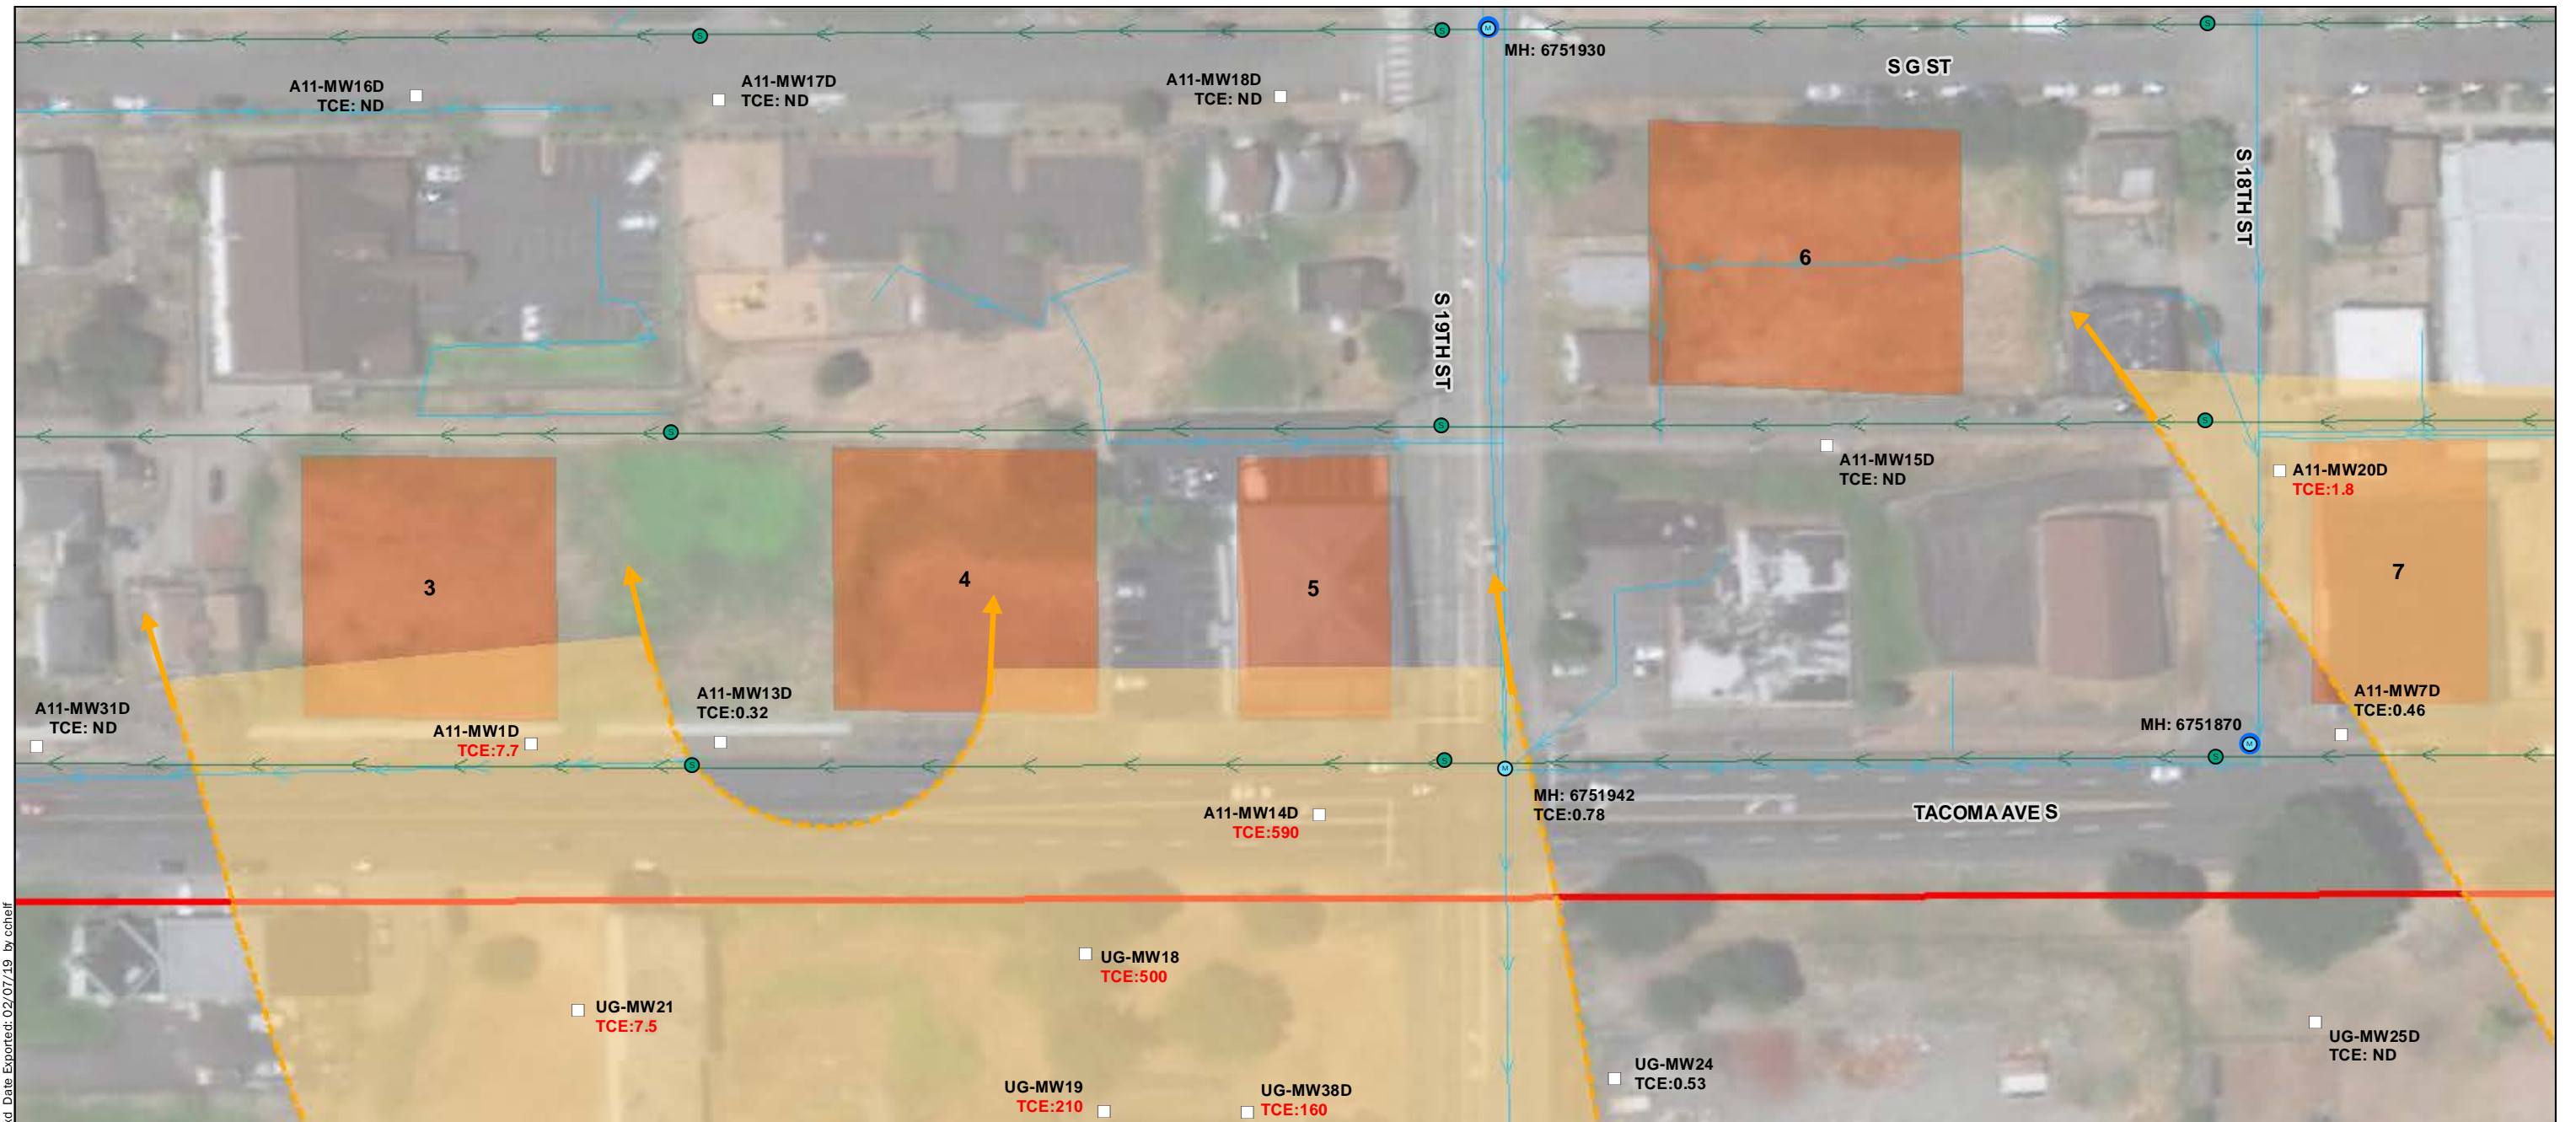 MH: 6751930
S G ST
A11-MW16D
TCE: ND
A11-MW17D
TCE: ND
A11-MW18D
TCE: ND
S 18TH ST
6
S 19TH ST
A11-MW15D
TCE: ND
A11-MW20D
TCE:1.8
3
4
5
7
A11-MW31D
TCE: ND
A11-MW1D
TCE:7.7
A11-MW13D
TCE:0.32
A11-MW7D
TCE:0.46
MH: 6751870
A11-MW14D
TCE:590
MH: 6751942
TCE:0.78
TACOMA AVE S
UG-MW18
TCE:500
UG-MW21
TCE:7.5
UG-MW19
TCE:210
UG-MW38D
TCE:160
UG-MW24
TCE:0.53
UG-MW25D
TCE: ND
Date Exported: 02/07/19 by cchelf
S
S
S
M
S
S
S
S
S
S
M
M